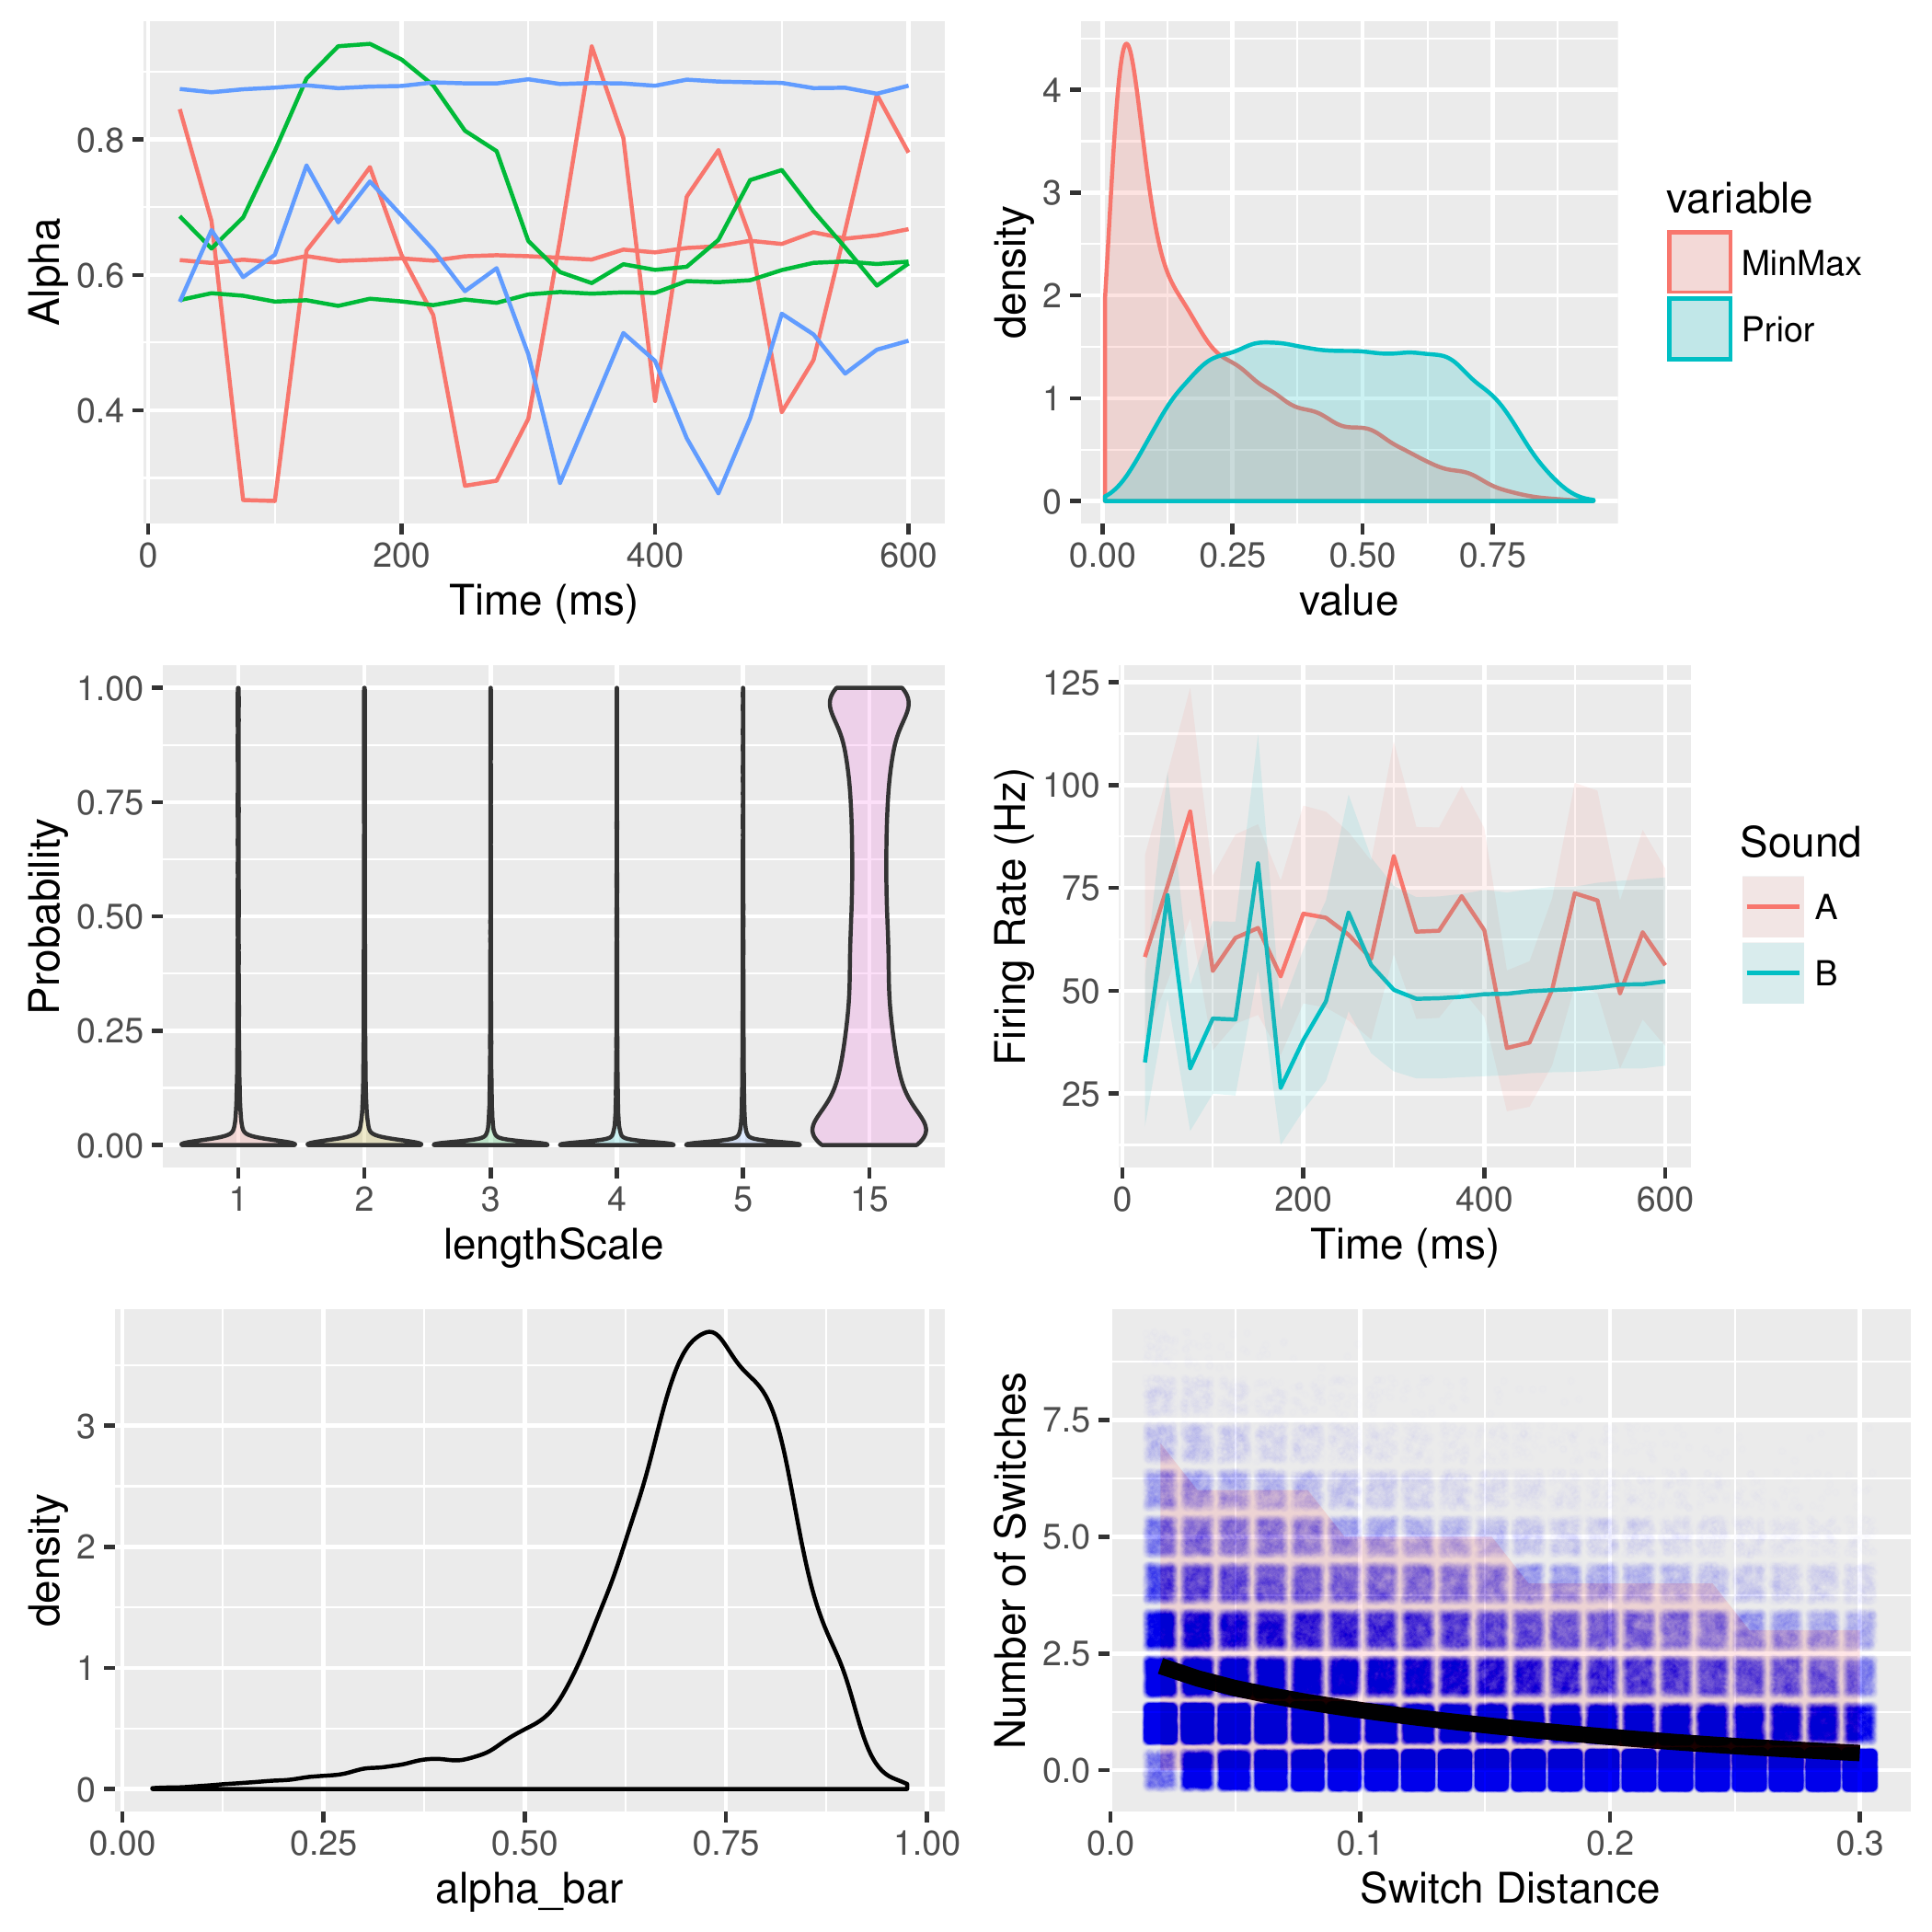 Alpha
0.8
0.6
0.4
0
200
400
600
Time (ms)
density
4
3
2
1
0
0.00
0.25
0.50
0.75
value
variable
MinMax
Prior
Probability
1.00
0.75
0.50
0.25
0.00
1
2
3
4
5
15
lengthScale
Firing Rate (Hz)
125
100
75
50
25
0
200
400
600
Time (ms)
Sound
A
B
density
3
2
1
0
0.00
0.25
0.50
0.75
1.00
alpha_bar
Number of Switches
7.5
5.0
2.5
0.0
0.0
0.1
0.2
0.3
Switch Distance